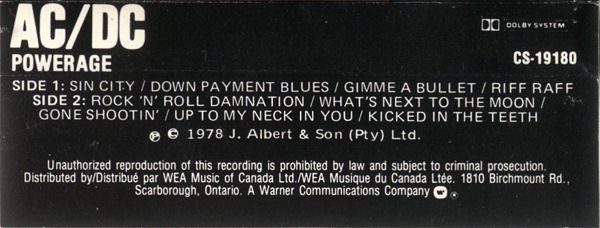 AC/DC
DOLBY SYSTEM
POWERAGE
CS-19180
SIDE 1: SIN CITY / DOWN PAYMENT BLUES / GIMME A BULLET / RIFF RAFF
SIDE 2: ROCK 'N' ROLL DAMNATION / WHAT'S NEXT TO THE MOON /
GONE SHOOTIN' / UP TO MY NECK IN YOU / KICKED IN THE TEETH
℗ © 1978 J. Albert & Son (Pty) Ltd.
Unauthorized reproduction of this recording is prohibited by law and subject to criminal prosecution.
Distributed by/Distribué par WEA Music of Canada Ltd./WEA Musique du Canada Ltée. 1810 Birchmount Rd.,
Scarborough, Ontario. A Warner Communications Company ®.